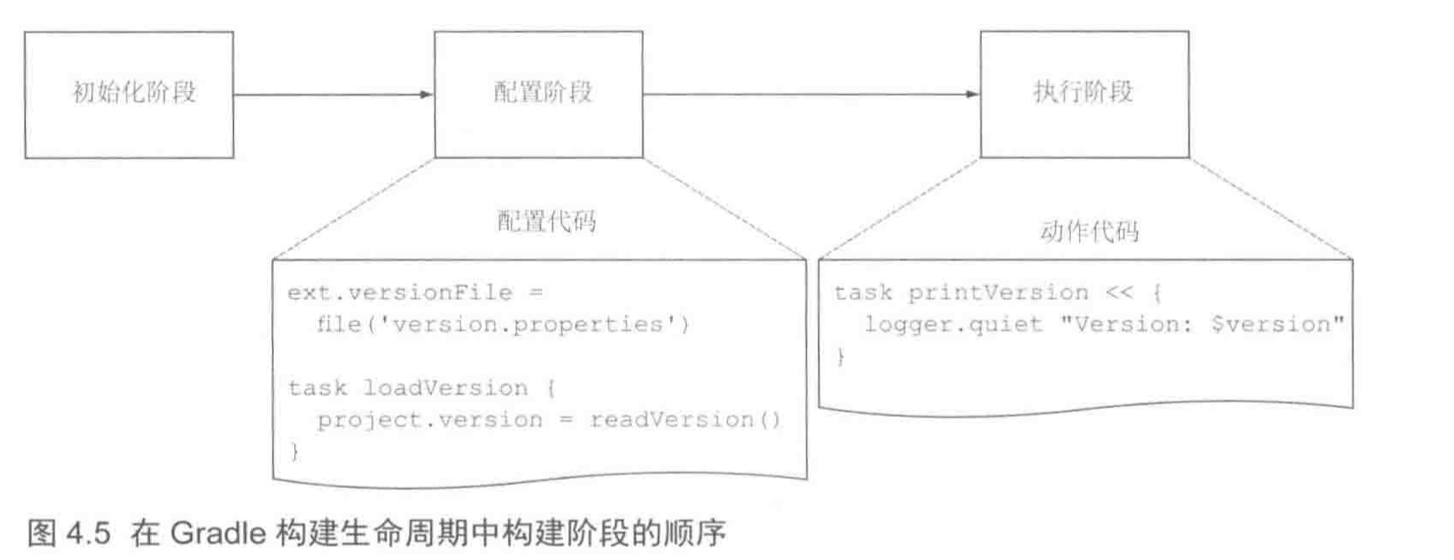 初始化阶段
配置阶段
执行阶段
配置代码
ext.versionFile =
file('version.properties')
task loadVersion {
project.version = readVersion()
}
动作代码
task printVersion << {
logger.quiet "Version: $version"
}
图 4.5 在 Gradle 构建生命周期中构建阶段的顺序